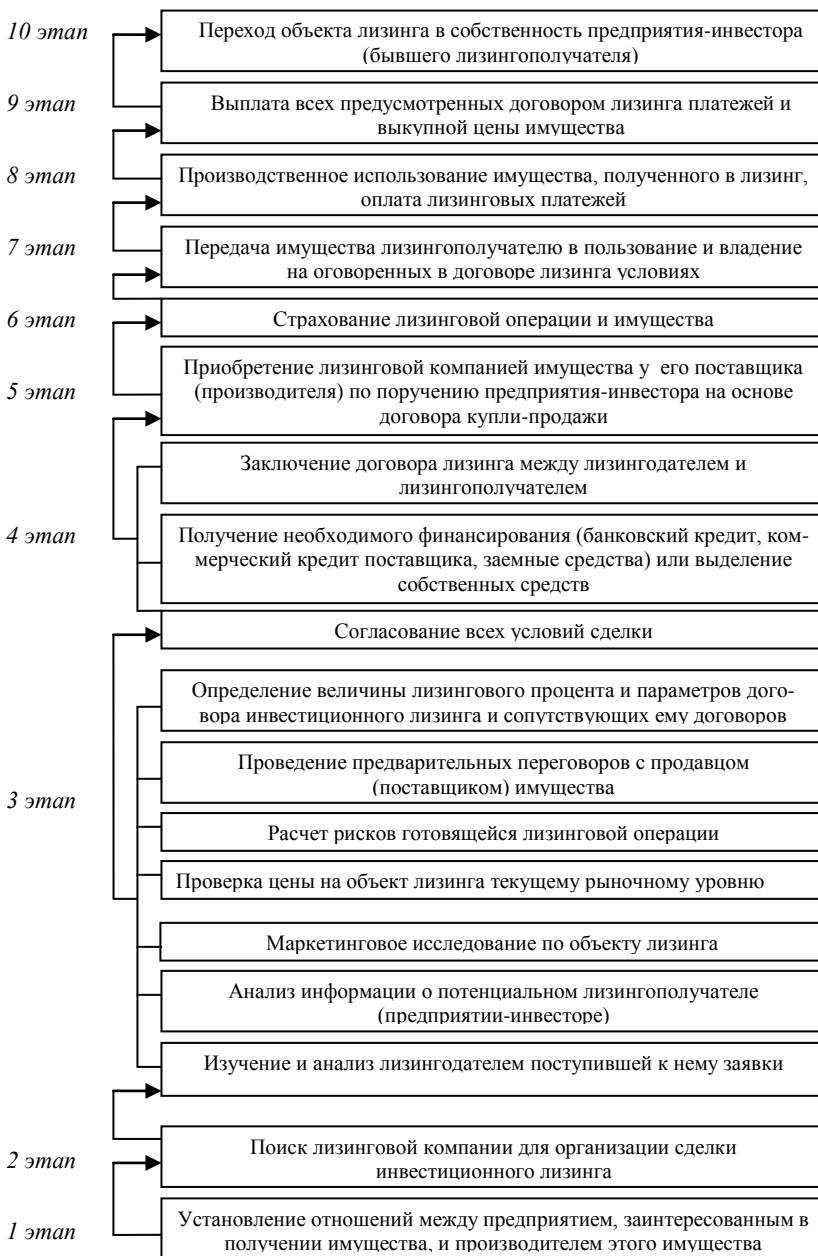 10 этап
Переход объекта лизинга в собственность предприятия-инвестора
(бывшего лизингополучателя)
9 этап
Выплата всех предусмотренных договором лизинга платежей и
выкупной цены имущества
8 этап
Производственное использование имущества, полученного в лизинг,
оплата лизинговых платежей
7 этап
Передача имущества лизингополучателю в пользование и владение
на оговоренных в договоре лизинга условиях
6 этап
Страхование лизинговой операции и имущества
5 этап
Приобретение лизинговой компанией имущества у его поставщика
(производителя) по поручению предприятия-инвестора на основе
договора купли-продажи
4 этап
Заключение договора лизинга между лизингодателем и
лизингополучателем
Получение необходимого финансирования (банковский кредит, ком-
мерческий кредит поставщика, заемные средства) или выделение
собственных средств
Согласование всех условий сделки
3 этап
Определение величины лизингового процента и параметров дого-
вора инвестиционного лизинга и сопутствующих ему договоров
Проведение предварительных переговоров с продавцом
(поставщиком) имущества
Расчет рисков готовящейся лизинговой операции
Проверка цены на объект лизинга текущему рыночному уровню
Маркетинговое исследование по объекту лизинга
Анализ информации о потенциальном лизингополучателе
(предприятии-инвесторе)
Изучение и анализ лизингодателем поступившей к нему заявки
2 этап
Поиск лизинговой компании для организации сделки
инвестиционного лизинга
1 этап
Установление отношений между предприятием, заинтересованным в
получении имущества, и производителем этого имущества